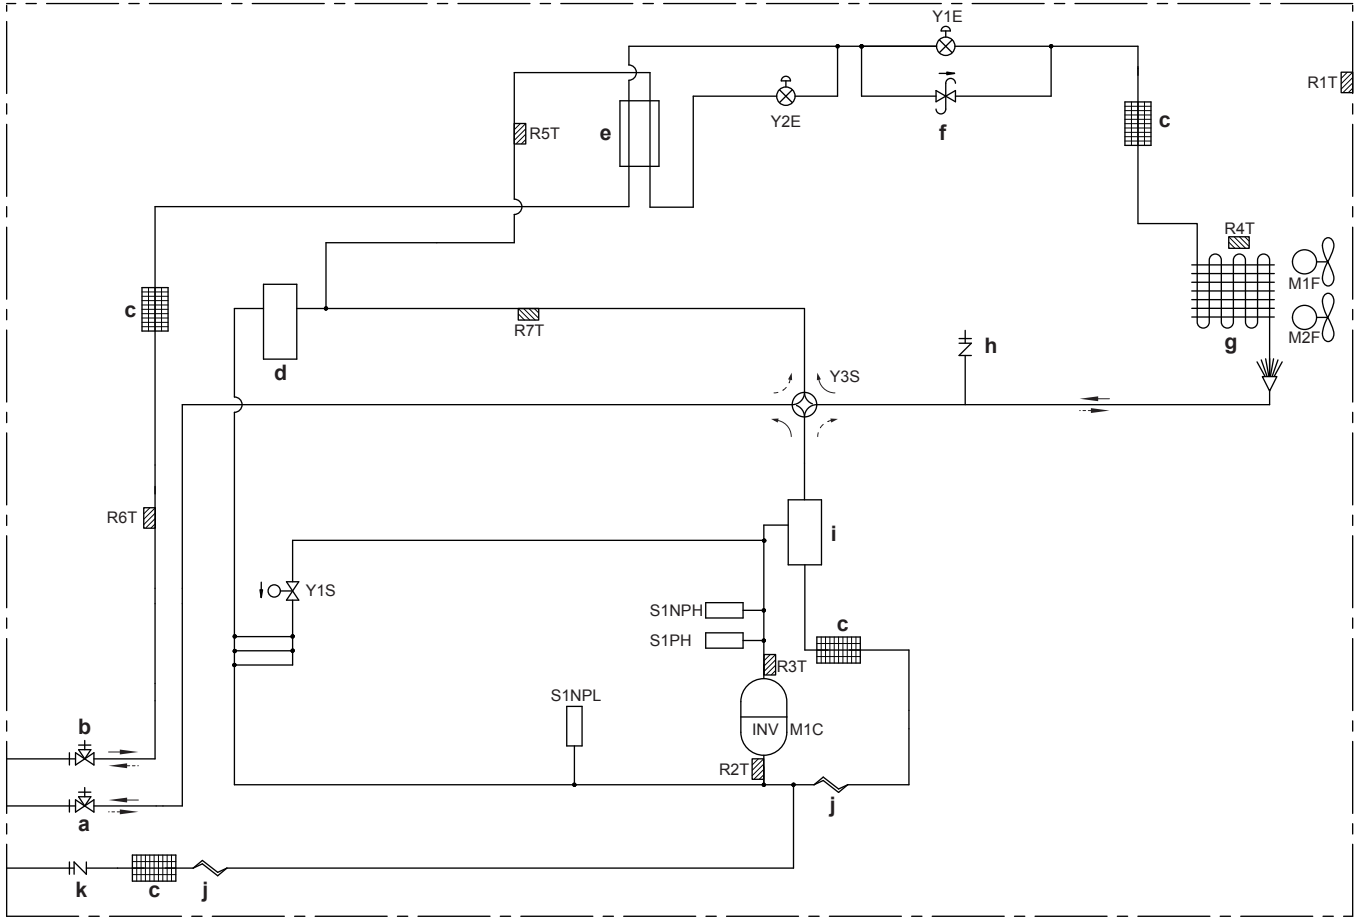 Y1E
R1T
Y2E
f
c
R5T
e
R4T
M1F
M2F
g
c
R7T
d
h
Y3S
R6T
i
Y1S
S1NPH
S1PH
c
R3T
S1NPL
INV
M1C
b
R2T
a
j
k
c
j